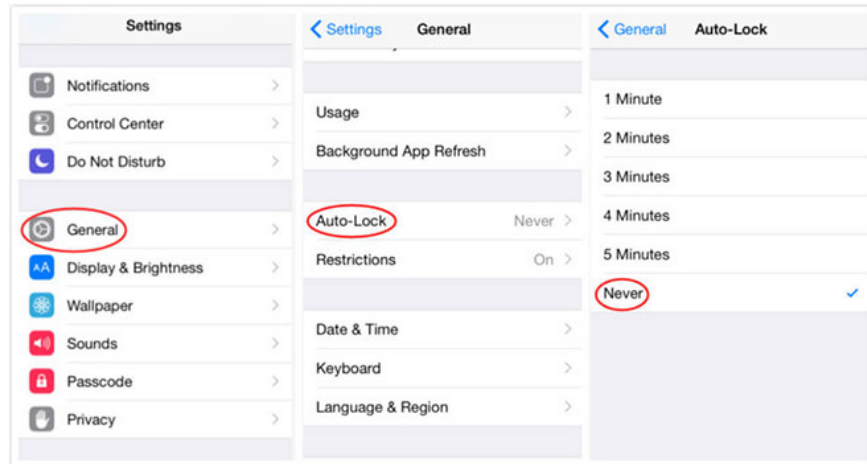 Settings
Notifications
Control Center
Do Not Disturb
General
Display & Brightness
Wallpaper
Sounds
Passcode
Privacy
Settings General
Usage
Background App Refresh
Auto-Lock Never
Restrictions On
Date & Time
Keyboard
Language & Region
General Auto-Lock
1 Minute
2 Minutes
3 Minutes
4 Minutes
5 Minutes
Never